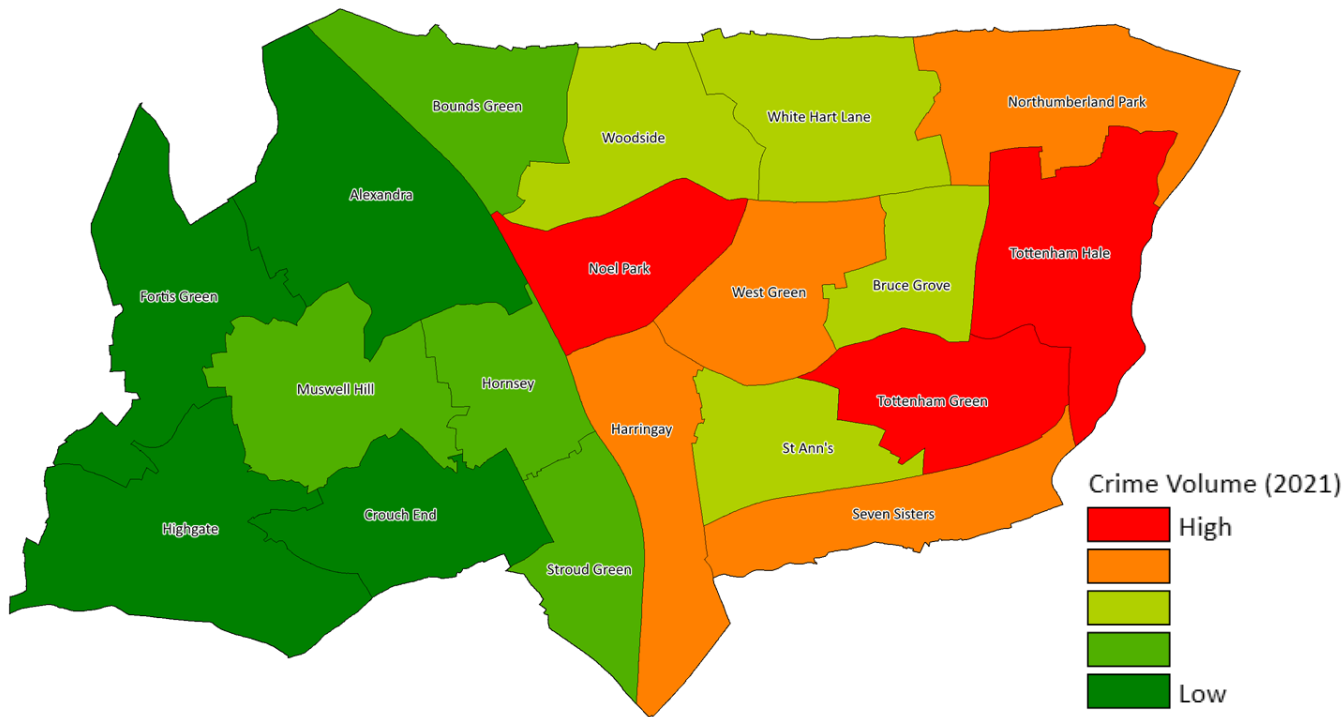 Bounds Green
Northumberland Park
White Hart Lane
Woodside
Alexandra
Tottenham Hale
Noel Park
Bruce Grove
West Green
Fortis Green
Hornsey
Muswell Hill
Tottenham Green
Harringay
St Ann's
Crime Volume (2021)
Seven Sisters
Crouch End
Highgate
High
Stroud Green
Low